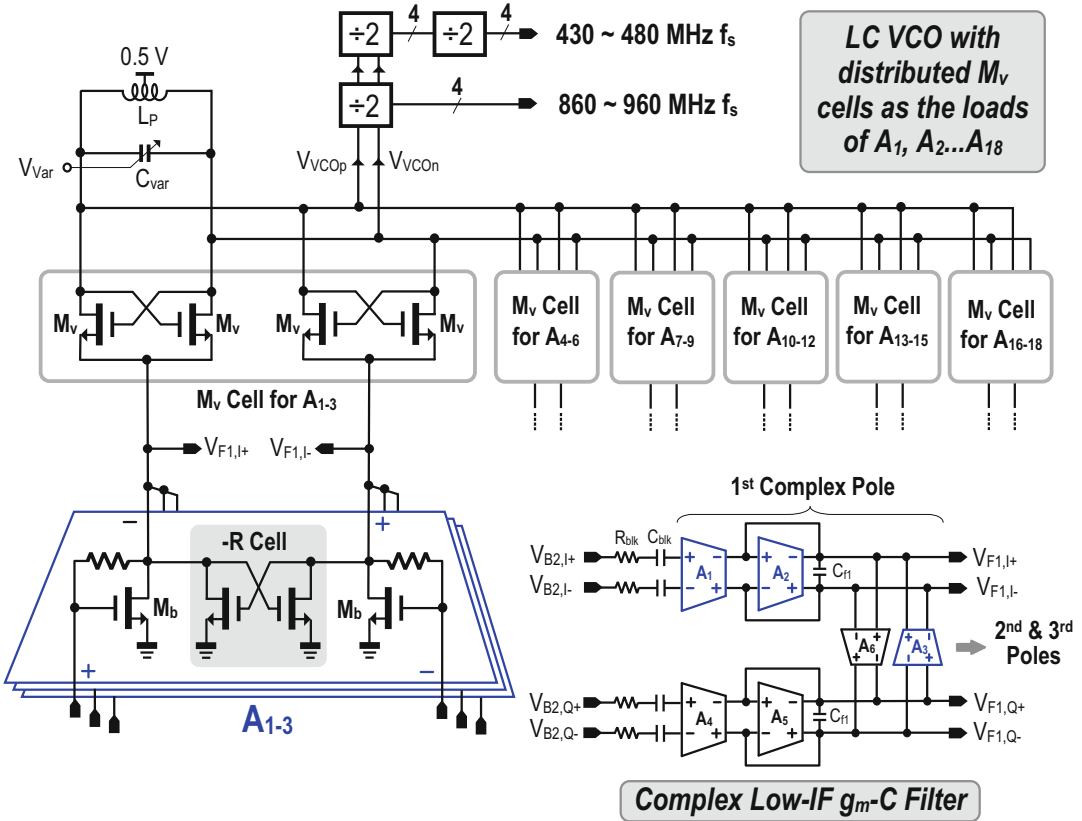 ÷2
4
÷2
4
430 ~ 480 MHz fs
÷2
4
860 ~ 960 MHz fs
LC VCO with
distributed Mv
cells as the loads
of A1, A2...A18
0.5 V
LP
VVar
Cvar
VVCOp
VVCOn
Mv
Mv
Mv
Mv
Mv Cell for A1-3
Mv Cell
for A4-6
Mv Cell
for A7-9
Mv Cell
for A10-12
Mv Cell
for A13-15
Mv Cell
for A16-18
VF1,I+
VF1,I-
−
+
-R Cell
Mb
Mb
+
−
A1-3
1st Complex Pole
Rblk
Cblk
VB2,I+
VB2,I-
+ −
A1
− +
+ −
A2
− +
Cf1
VF1,I+
VF1,I-
− −
A6
+ +
− −
A3
+ +
2nd & 3rd
Poles
VB2,Q+
VB2,Q-
+ −
A4
− +
+ −
A5
− +
Cf1
VF1,Q+
VF1,Q-
Complex Low-IF gm-C Filter